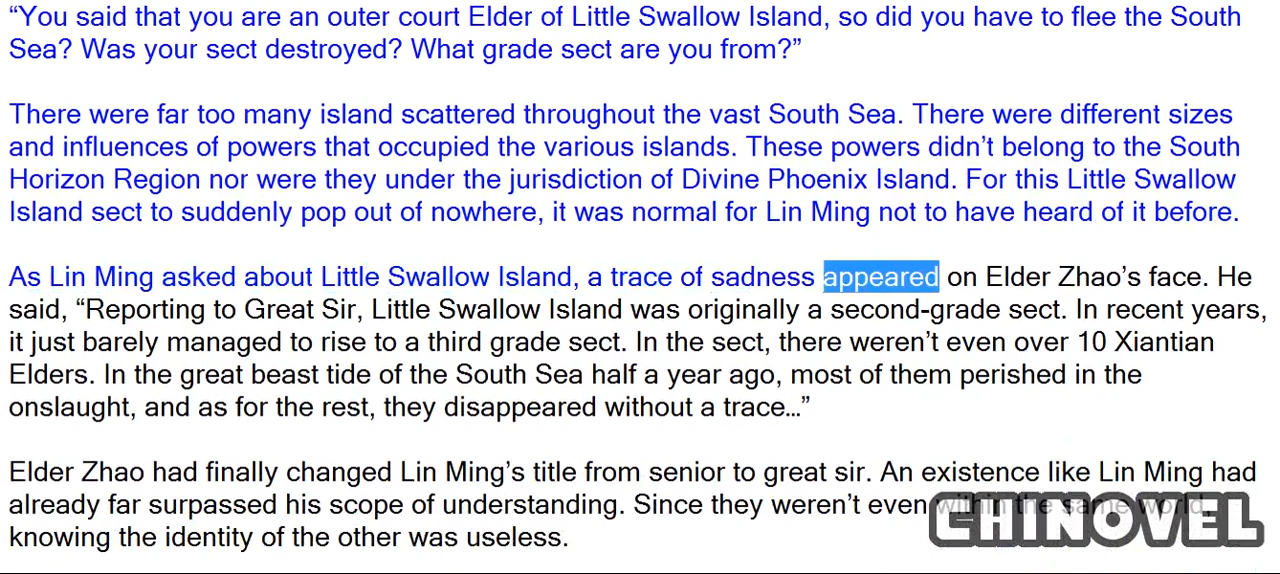 “You said that you are an outer court Elder of Little Swallow Island, so did you have to flee the South
Sea? Was your sect destroyed? What grade sect are you from?”
There were far too many island scattered throughout the vast South Sea. There were different sizes
and influences of powers that occupied the various islands. These powers didn’t belong to the South
Horizon Region nor were they under the jurisdiction of Divine Phoenix Island. For this Little Swallow
Island sect to suddenly pop out of nowhere, it was normal for Lin Ming not to have heard of it before.
As Lin Ming asked about Little Swallow Island, a trace of sadness appeared on Elder Zhao’s face. He
said, “Reporting to Great Sir, Little Swallow Island was originally a second-grade sect. In recent years,
it just barely managed to rise to a third grade sect. In the sect, there weren’t even over 10 Xiantian
Elders. In the great beast tide of the South Sea half a year ago, most of them perished in the
onslaught, and as for the rest, they disappeared without a trace…”
Elder Zhao had finally changed Lin Ming’s title from senior to great sir. An existence like Lin Ming had
already far surpassed his scope of understanding. Since they weren’t even within the same world,
knowing the identity of the other was useless.
CHINOVEL